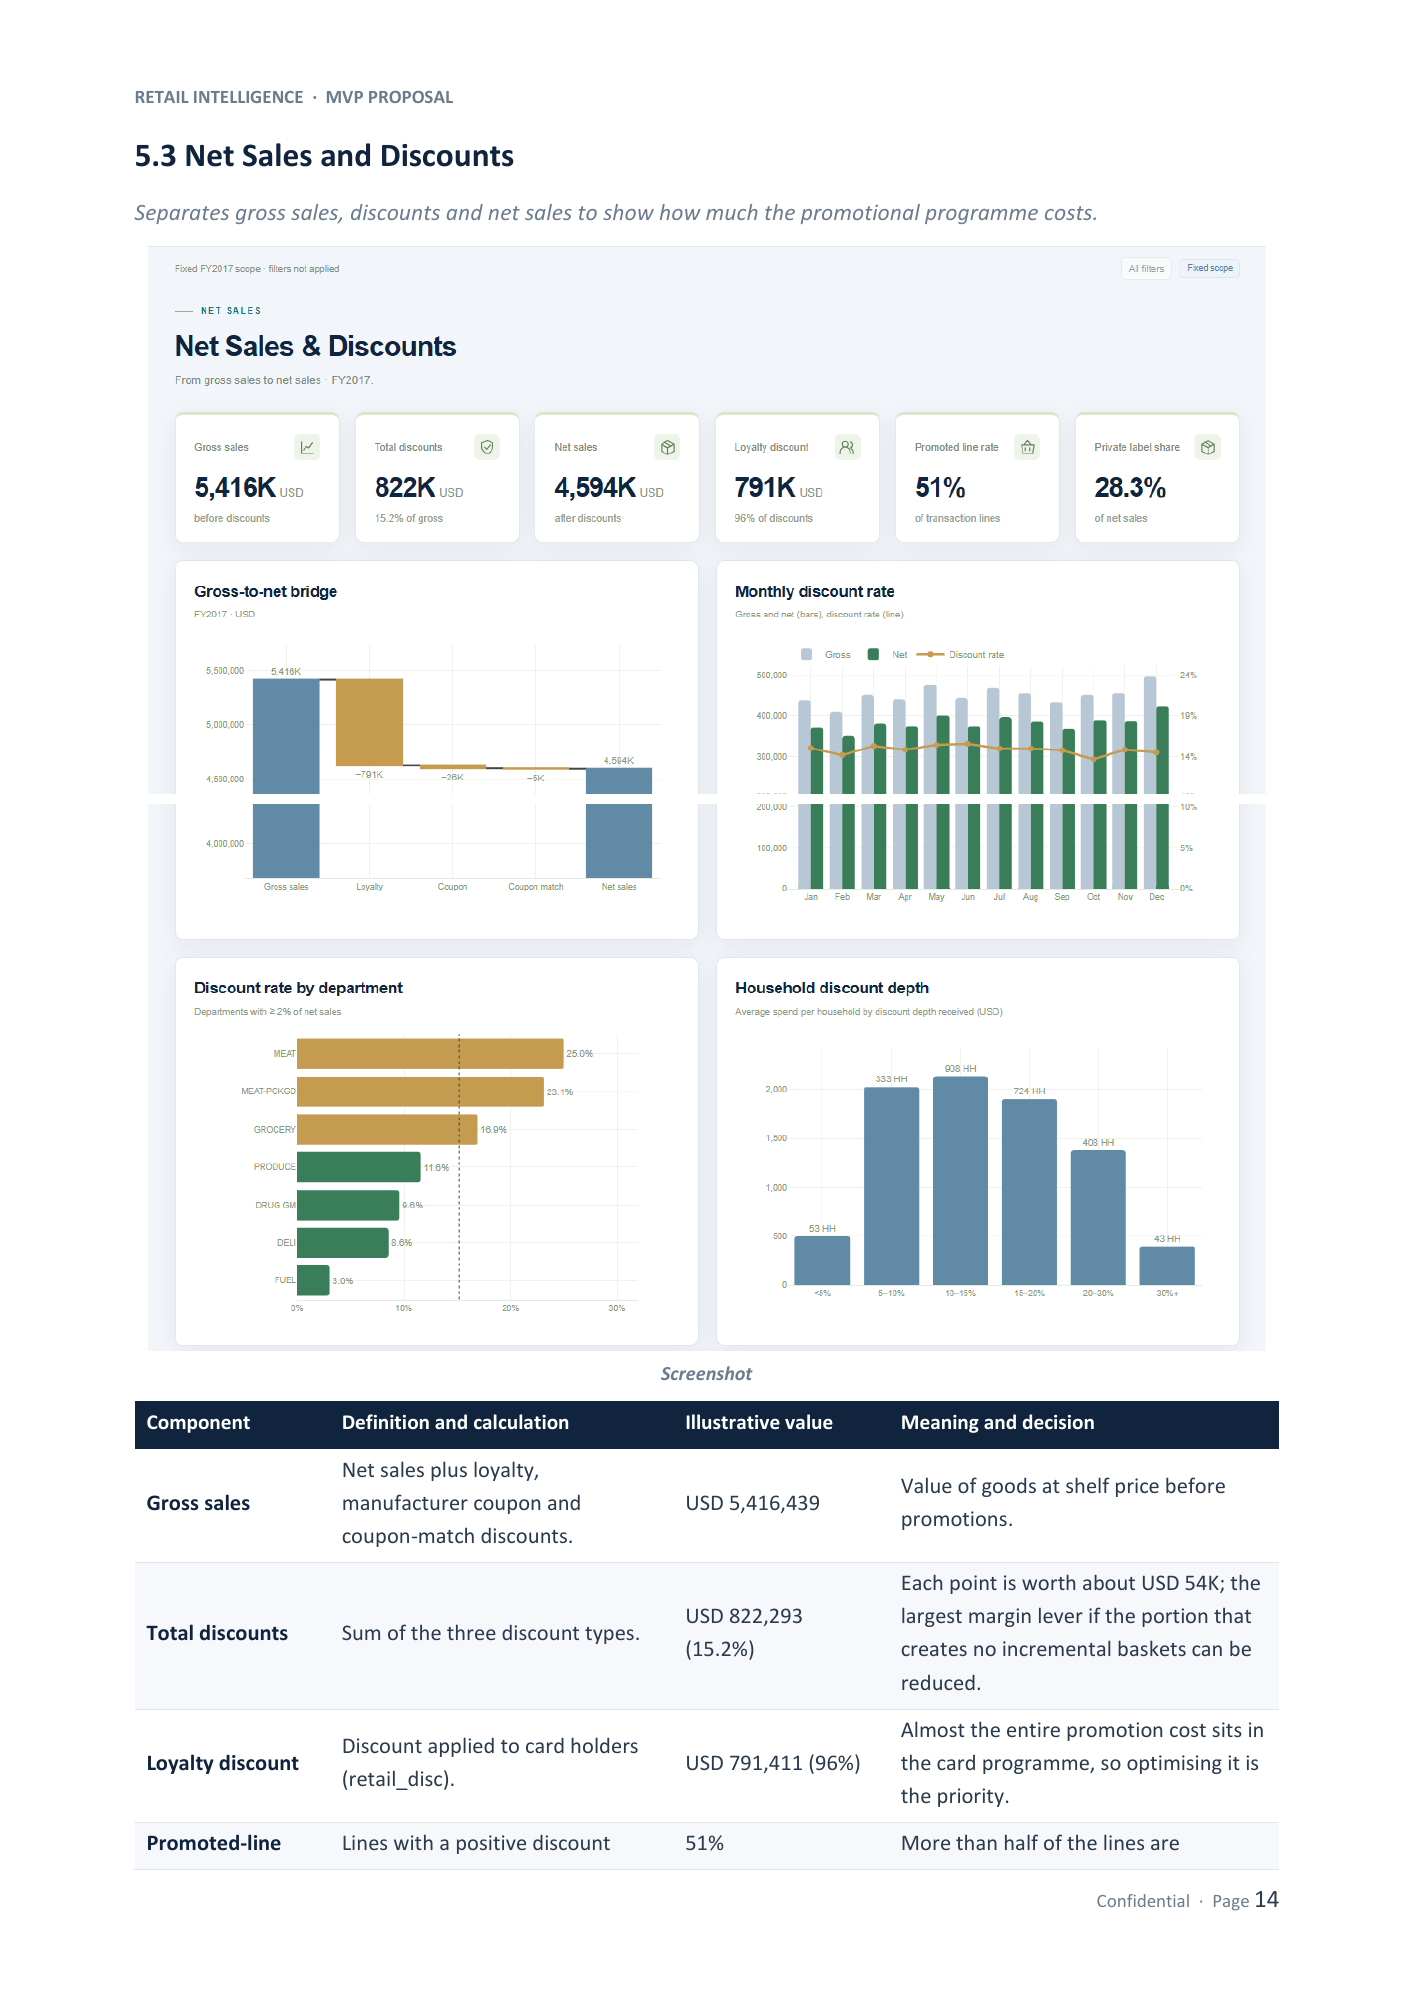 RETAIL INTELLIGENCE · MVP PROPOSAL
5.3 Net Sales and Discounts
Separates gross sales, discounts and net sales to show how much the promotional programme costs.
Fixed FY2017 scope · filters not applied
All filters
Fixed scope
NET SALES
Net Sales & Discounts
From gross sales to net sales · FY2017.
Gross sales
5,416K USD
before discounts
Total discounts
822K USD
15.2% of gross
Net sales
4,594K USD
after discounts
Loyalty discount
791K USD
96% of discounts
Promoted line rate
51%
of transaction lines
Private label share
28.3%
of net sales
Gross-to-net bridge
FY2017 · USD
5,500,000
5,000,000
4,500,000
4,000,000
5,416K
−791K
−26K
−5K
4,594K
Gross sales
Loyalty
Coupon
Coupon match
Net sales
Monthly discount rate
Gross and net (bars), discount rate (line)
Gross
Net
Discount rate
500,000
400,000
300,000
200,000
100,000
0
24%
19%
14%
10%
5%
0%
Jan
Feb
Mar
Apr
May
Jun
Jul
Aug
Sep
Oct
Nov
Dec
Discount rate by department
Departments with ≥ 2% of net sales
MEAT
25.0%
MEAT-PCKGD
23.1%
GROCERY
16.9%
PRODUCE
11.6%
DRUG GM
9.6%
DELI
8.6%
FUEL
3.0%
0%
10%
20%
30%
Household discount depth
Average spend per household by discount depth received (USD)
2,000
1,500
1,000
500
0
53 HH
333 HH
908 HH
724 HH
408 HH
43 HH
<5%
5–10%
10–15%
15–20%
20–30%
30%+
Screenshot
Component
Definition and calculation
Illustrative value
Meaning and decision
Gross sales
Net sales plus loyalty,
manufacturer coupon and
coupon-match discounts.
USD 5,416,439
Value of goods at shelf price before
promotions.
Total discounts
Sum of the three discount types.
USD 822,293
(15.2%)
Each point is worth about USD 54K; the
largest margin lever if the portion that
creates no incremental baskets can be
reduced.
Loyalty discount
Discount applied to card holders
(retail_disc).
USD 791,411 (96%)
Almost the entire promotion cost sits in
the card programme, so optimising it is
the priority.
Promoted-line
Lines with a positive discount
51%
More than half of the lines are
Confidential · Page 14